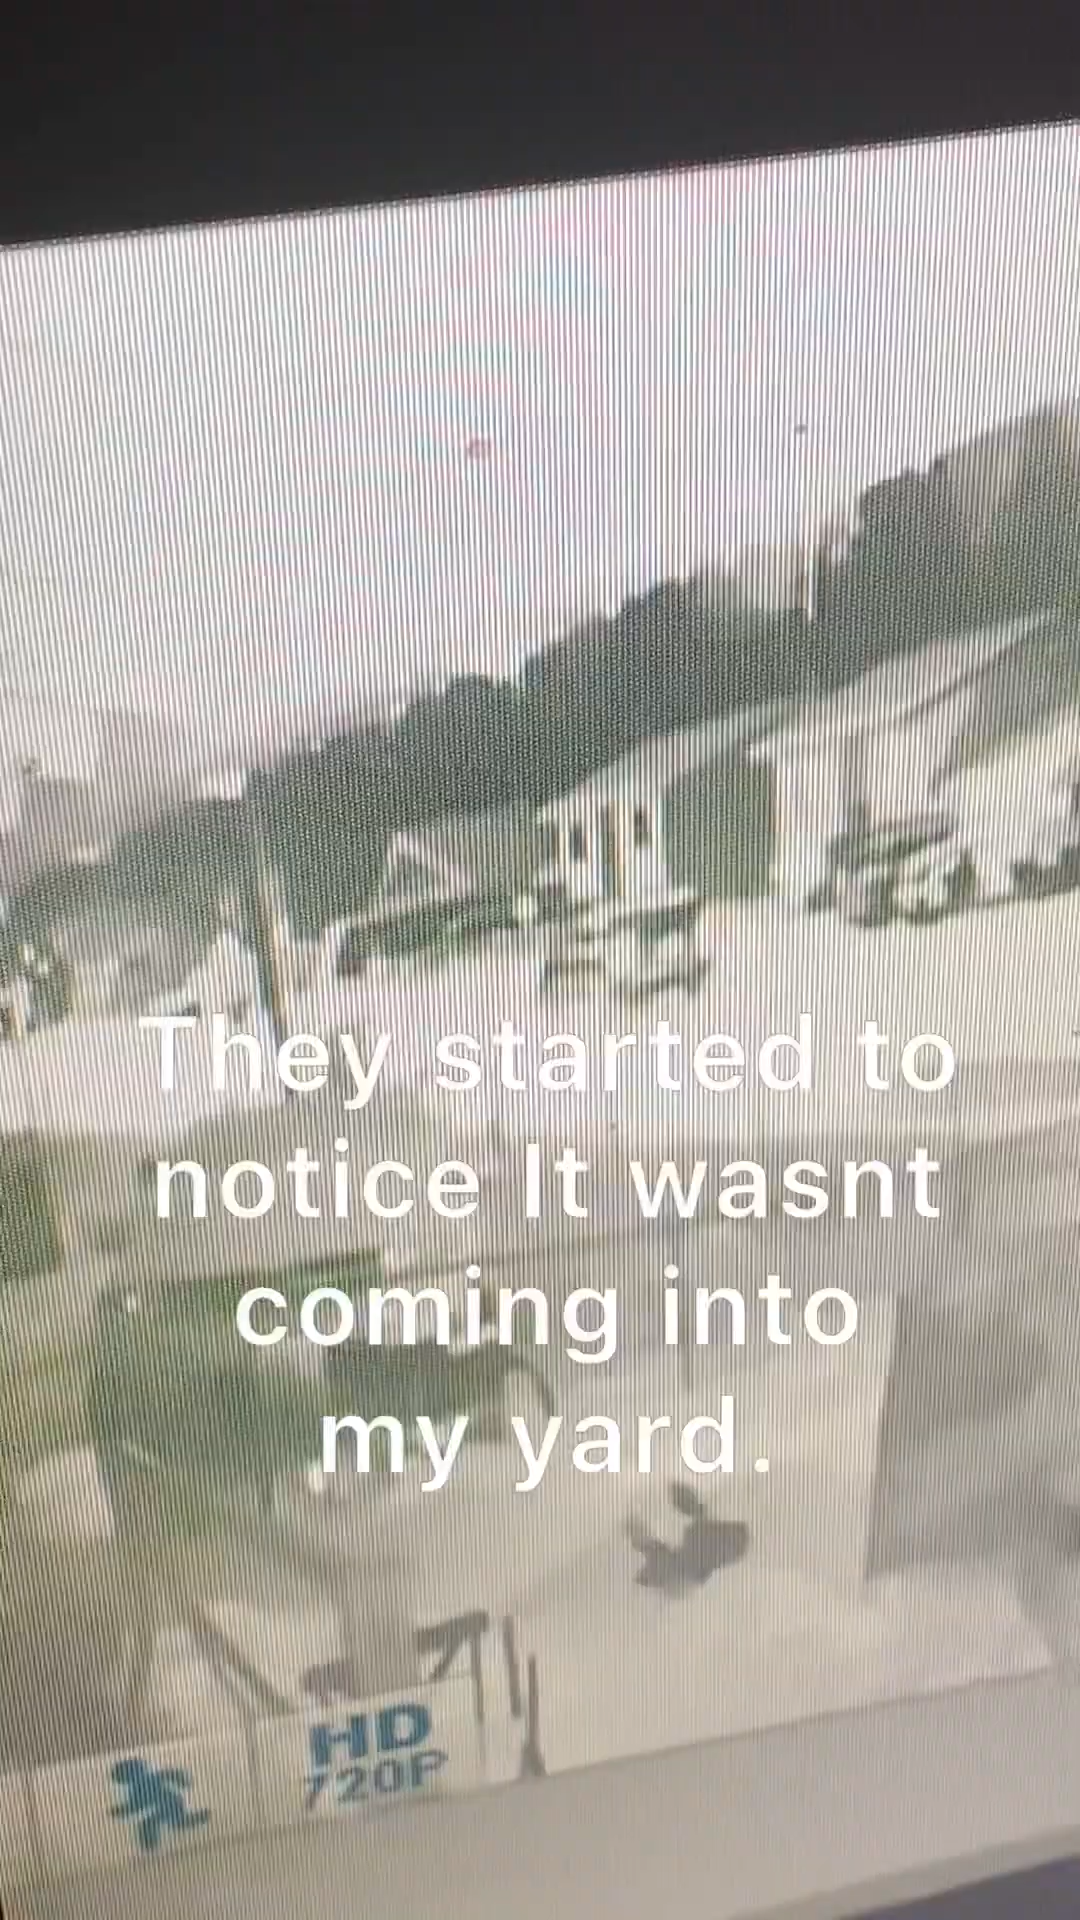 They started to
notice It wasnt
coming into
my yard.
HD
720P